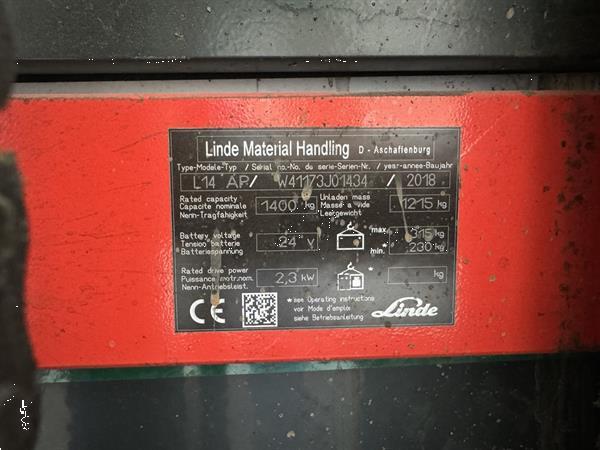 Linde Material Handling D - Aschaffenburg
Type-Modele-Typ / Serial no.-No. de serie-Serien-Nr. / year-annee-Baujahr
L14 AP / W41173J01434 / 2018
Rated capacity
Capacite nominale
Nenn-Tragfähigkeit
1400 kg
Unladen mass
Masse a vide
Leergewicht
1215 kg
Battery voltage
Tension batterie
Batteriespannung
24 V
max. 315 kg
min. * 230 kg
Rated drive power
Puissance motr.nom.
Nenn-Antriebsleist.
2,3 kW
* kg
CE
* see Operating instructions
voir Mode d'emploi
siehe Betriebsanleitung
Linde